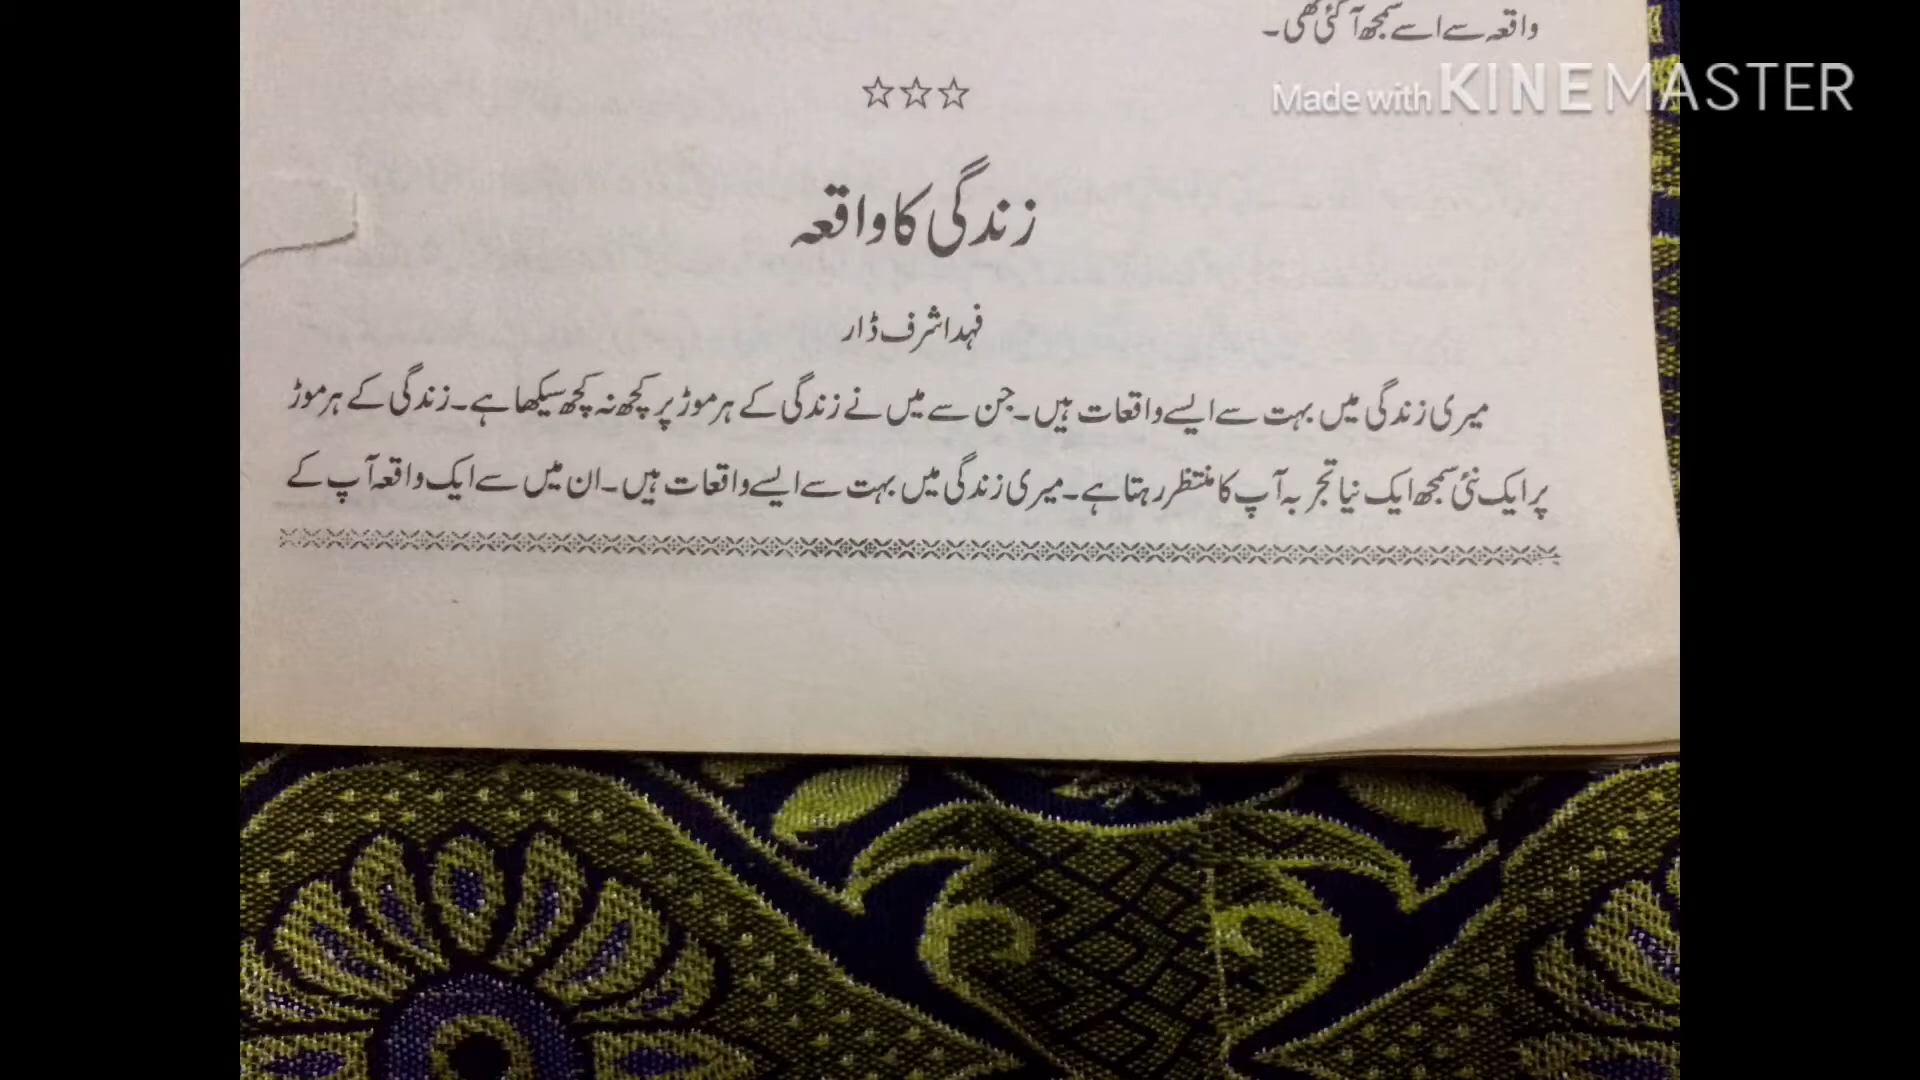 واقعہ سے اسے سمجھ آ گئی تھی۔
Made with KINEMASTER
☆☆☆
زندگی کا واقعہ
فہد اشرف ڈار
میری زندگی میں بہت سے ایسے واقعات ہیں۔ جن سے میں نے زندگی کے ہر موڑ پر کچھ نہ کچھ سیکھا ہے۔ زندگی کے ہر موڑ
پر ایک نئی سمجھ ایک نیا تجربہ آپ کا منتظر رہتا ہے۔ میری زندگی میں بہت سے ایسے واقعات ہیں۔ ان میں سے ایک واقعہ آپ کے